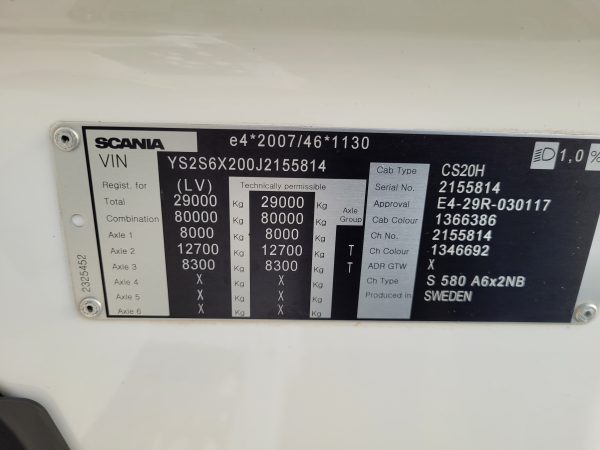 SCANIA e4*2007/46*1130
VIN YS2S6X200J2155814
1,0 %
Regist. for (LV) Technically permissible
Total 29000 Kg 29000 Kg Axle Group
Combination 80000 Kg 80000 Kg
Axle 1 8000 Kg 8000 Kg
Axle 2 12700 Kg 12700 Kg T
Axle 3 8300 Kg 8300 Kg T
Axle 4 X Kg X Kg
Axle 5 X Kg X Kg
Axle 6 X Kg X Kg
Cab Type CS20H
Serial No. 2155814
Approval E4-29R-030117
Cab Colour 1366386
Ch No. 2155814
Ch Colour 1346692
ADR GTW X
Ch Type S 580 A6x2NB
Produced in SWEDEN
2325452